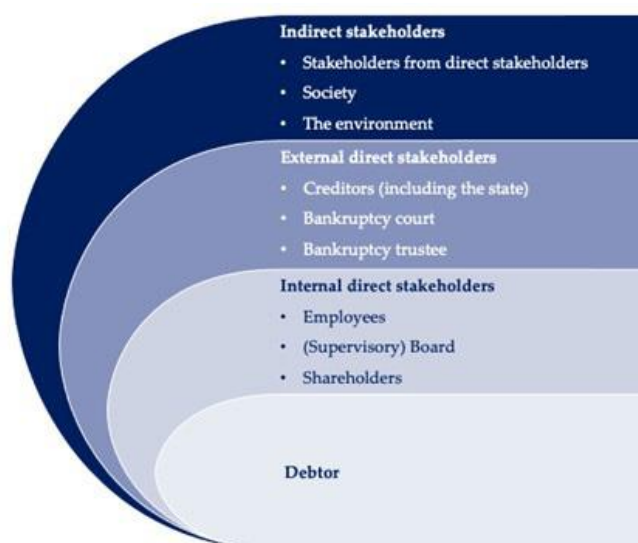 Indirect stakeholders
• Stakeholders from direct stakeholders
• Society
• The environment
External direct stakeholders
• Creditors (including the state)
• Bankruptcy court
• Bankruptcy trustee
Internal direct stakeholders
• Employees
• (Supervisory) Board
• Shareholders
Debtor